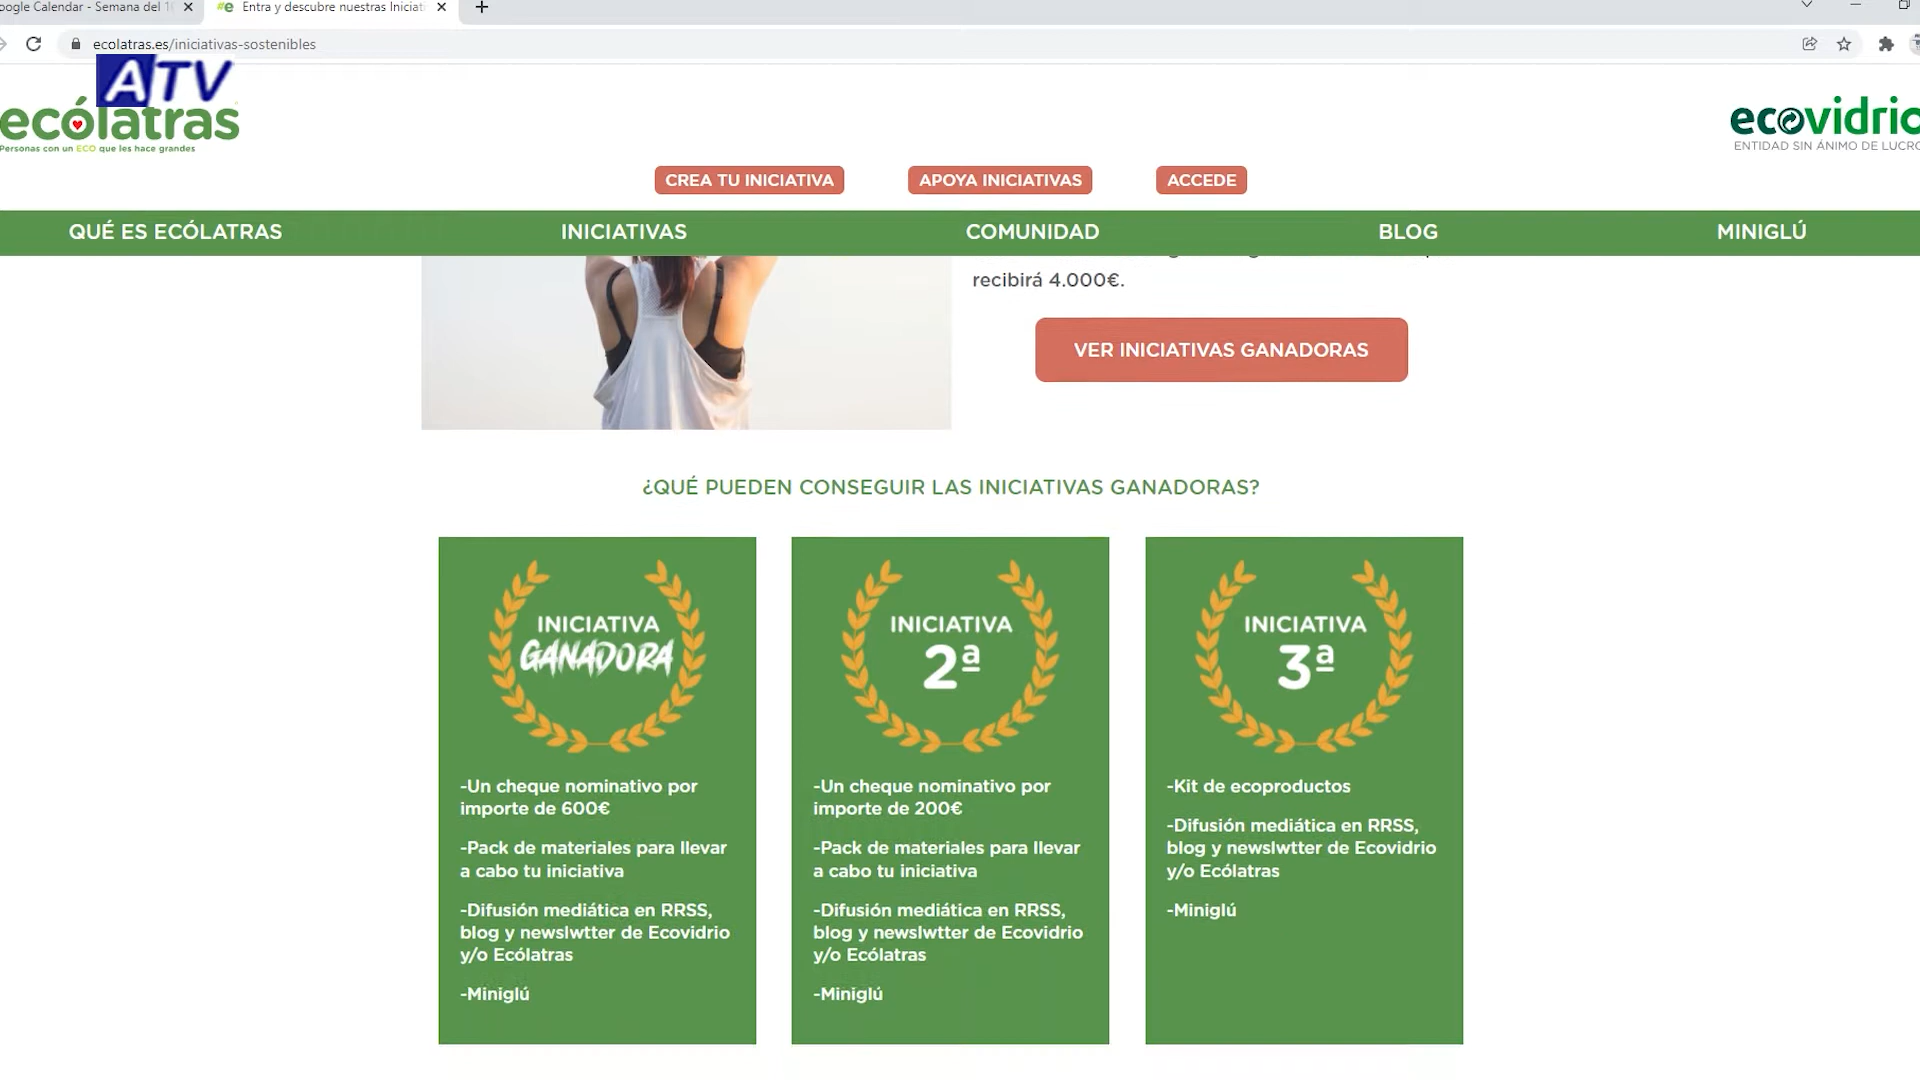 oogle Calendar - Semana del 1
Entra y descubre nuestras Iniciati
ecolatras.es/iniciativas-sostenibles
ATV
ecólatras
Personas con un ECO que les hace grandes
ecovidrio
ENTIDAD SIN ÁNIMO DE LUCRO
CREA TU INICIATIVA
APOYA INICIATIVAS
ACCEDE
QUÉ ES ECÓLATRAS
INICIATIVAS
COMUNIDAD
BLOG
MINIGLÚ
recibirá 4.000€.
VER INICIATIVAS GANADORAS
¿QUÉ PUEDEN CONSEGUIR LAS INICIATIVAS GANADORAS?
INICIATIVA
GANADORA
-Un cheque nominativo por
importe de 600€
-Pack de materiales para llevar
a cabo tu iniciativa
-Difusión mediática en RRSS,
blog y newslwtter de Ecovidrio
y/o Ecólatras
-Miniglú
INICIATIVA
2ª
-Un cheque nominativo por
importe de 200€
-Pack de materiales para llevar
a cabo tu iniciativa
-Difusión mediática en RRSS,
blog y newslwtter de Ecovidrio
y/o Ecólatras
-Miniglú
INICIATIVA
3ª
-Kit de ecoproductos
-Difusión mediática en RRSS,
blog y newslwtter de Ecovidrio
y/o Ecólatras
-Miniglú